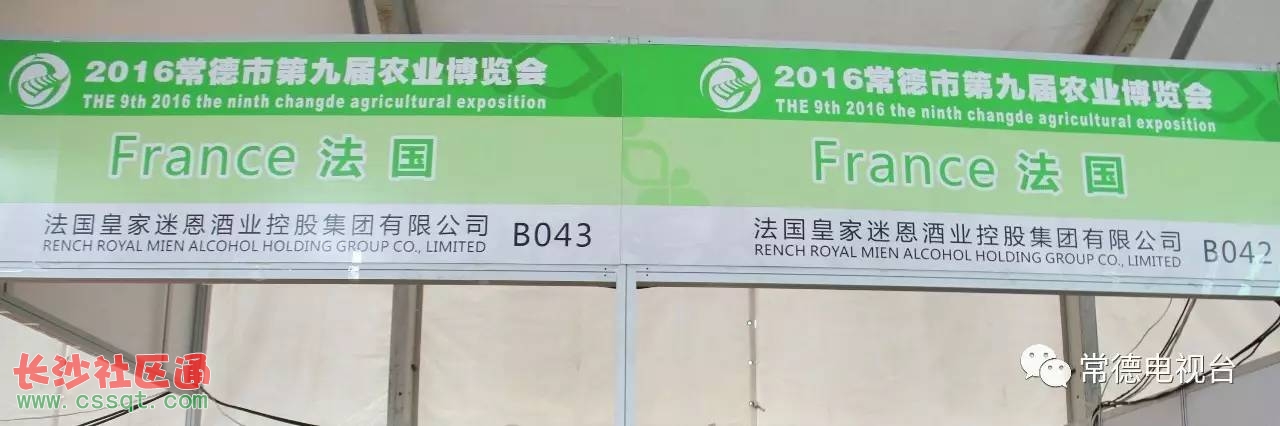 2016常德市第九届农业博览会
THE 9th 2016 the ninth changde agricultural exposition
France 法国
法国皇家迷恩酒业控股集团有限公司
RENCH ROYAL MIEN ALCOHOL HOLDING GROUP CO., LIMITED
B043
2016常德市第九届农业博览会
THE 9th 2016 the ninth changde agricultural exposition
France 法国
法国皇家迷恩酒业控股集团有限公司
RENCH ROYAL MIEN ALCOHOL HOLDING GROUP CO., LIMITED
B042
长沙社区通
www.cssqt.com
常德电视台